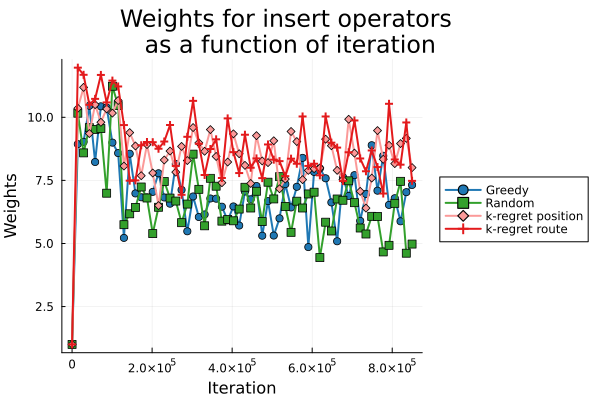 Weights for insert operators
as a function of iteration
Weights
10.0
7.5
5.0
2.5
0
2.0×10⁵
4.0×10⁵
6.0×10⁵
8.0×10⁵
Iteration
Greedy
Random
k-regret position
k-regret route